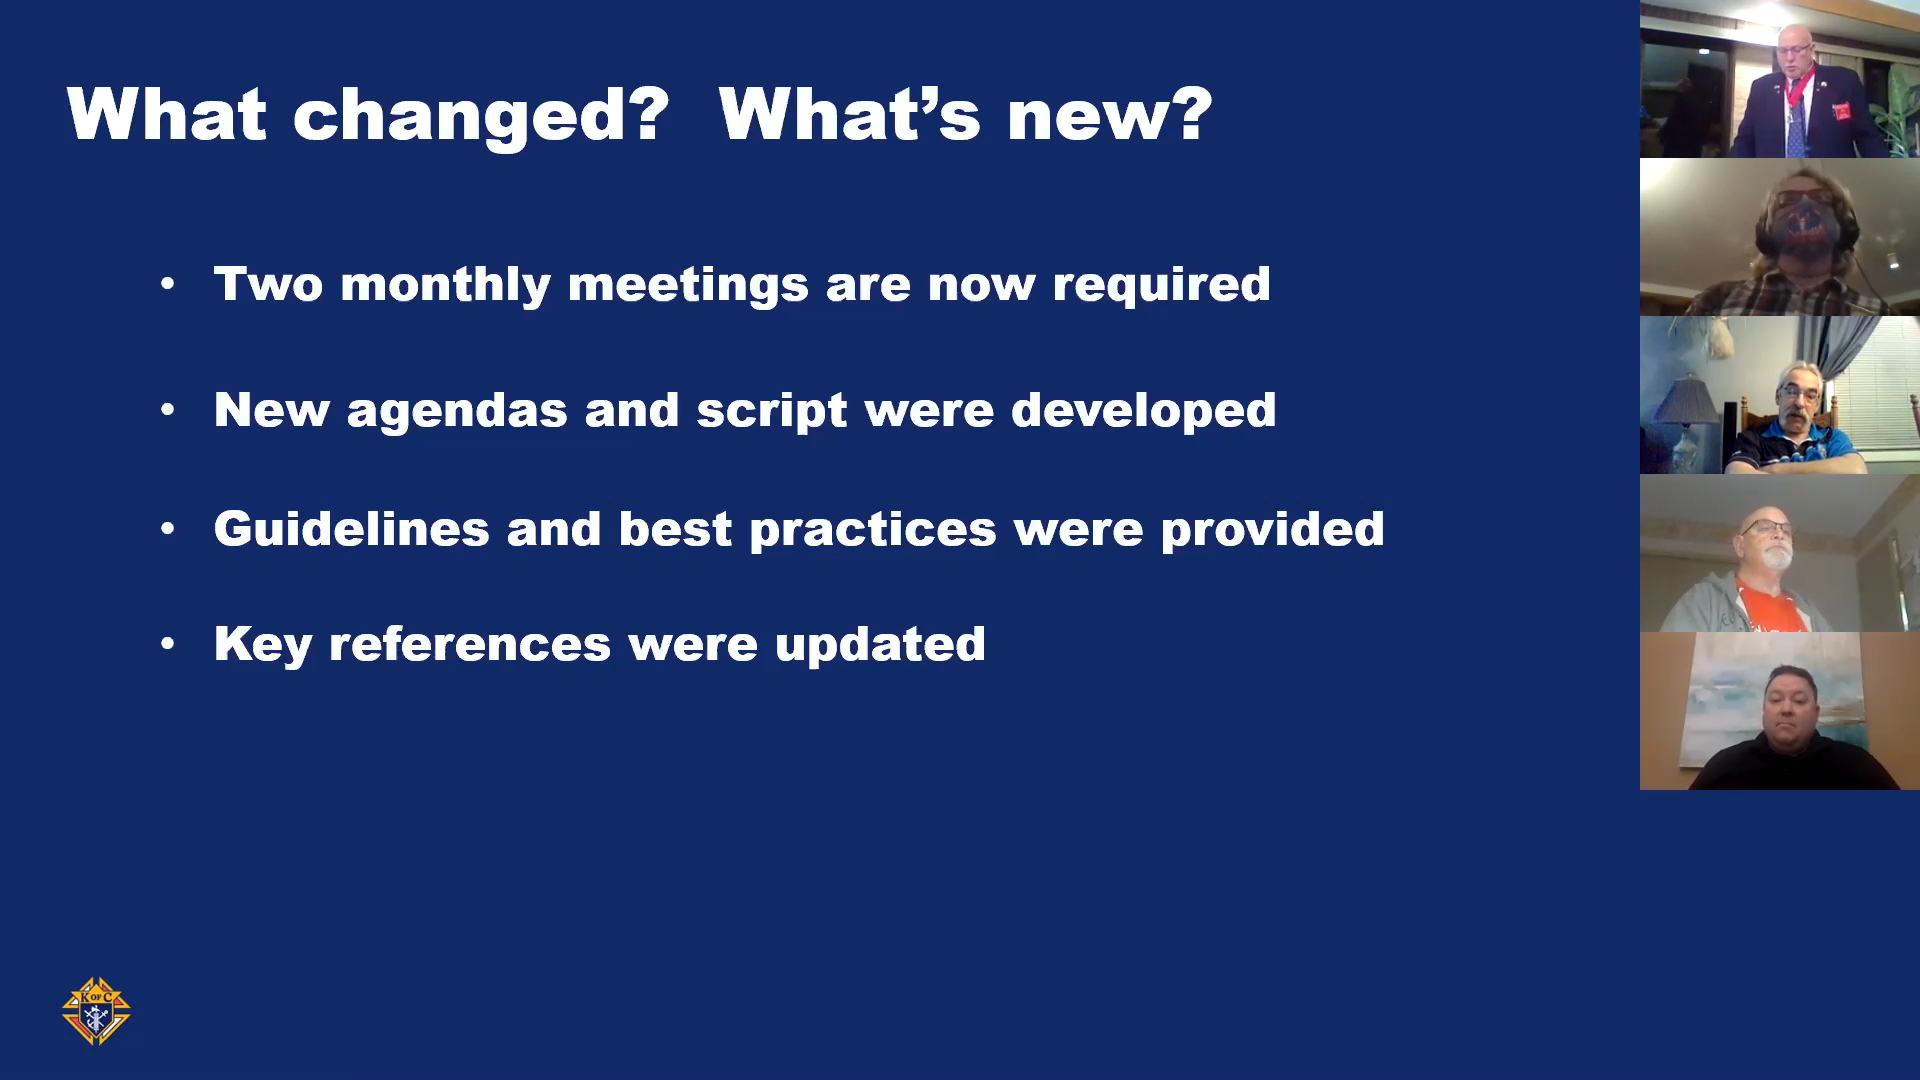 What changed?  What’s new?
• Two monthly meetings are now required
• New agendas and script were developed
• Guidelines and best practices were provided
• Key references were updated
K OF C